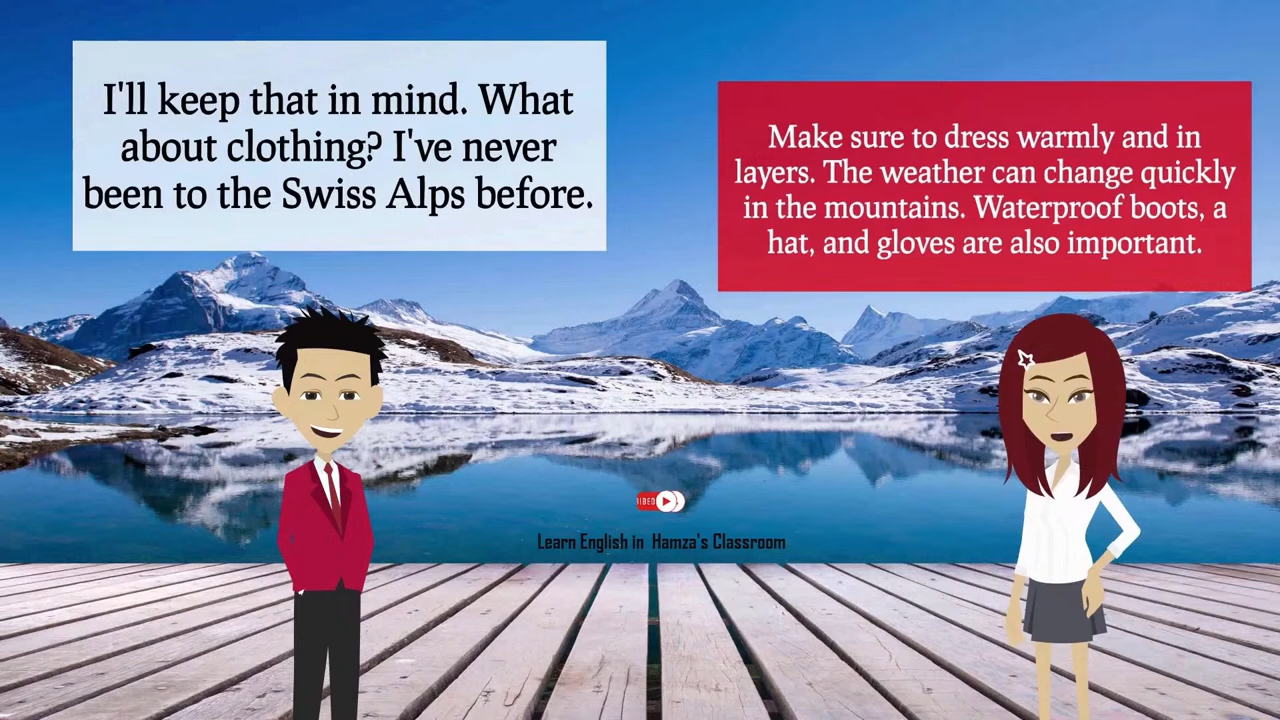 I'll keep that in mind. What
about clothing? I've never
been to the Swiss Alps before.
Make sure to dress warmly and in
layers. The weather can change quickly
in the mountains. Waterproof boots, a
hat, and gloves are also important.
Learn English in Hamza's Classroom